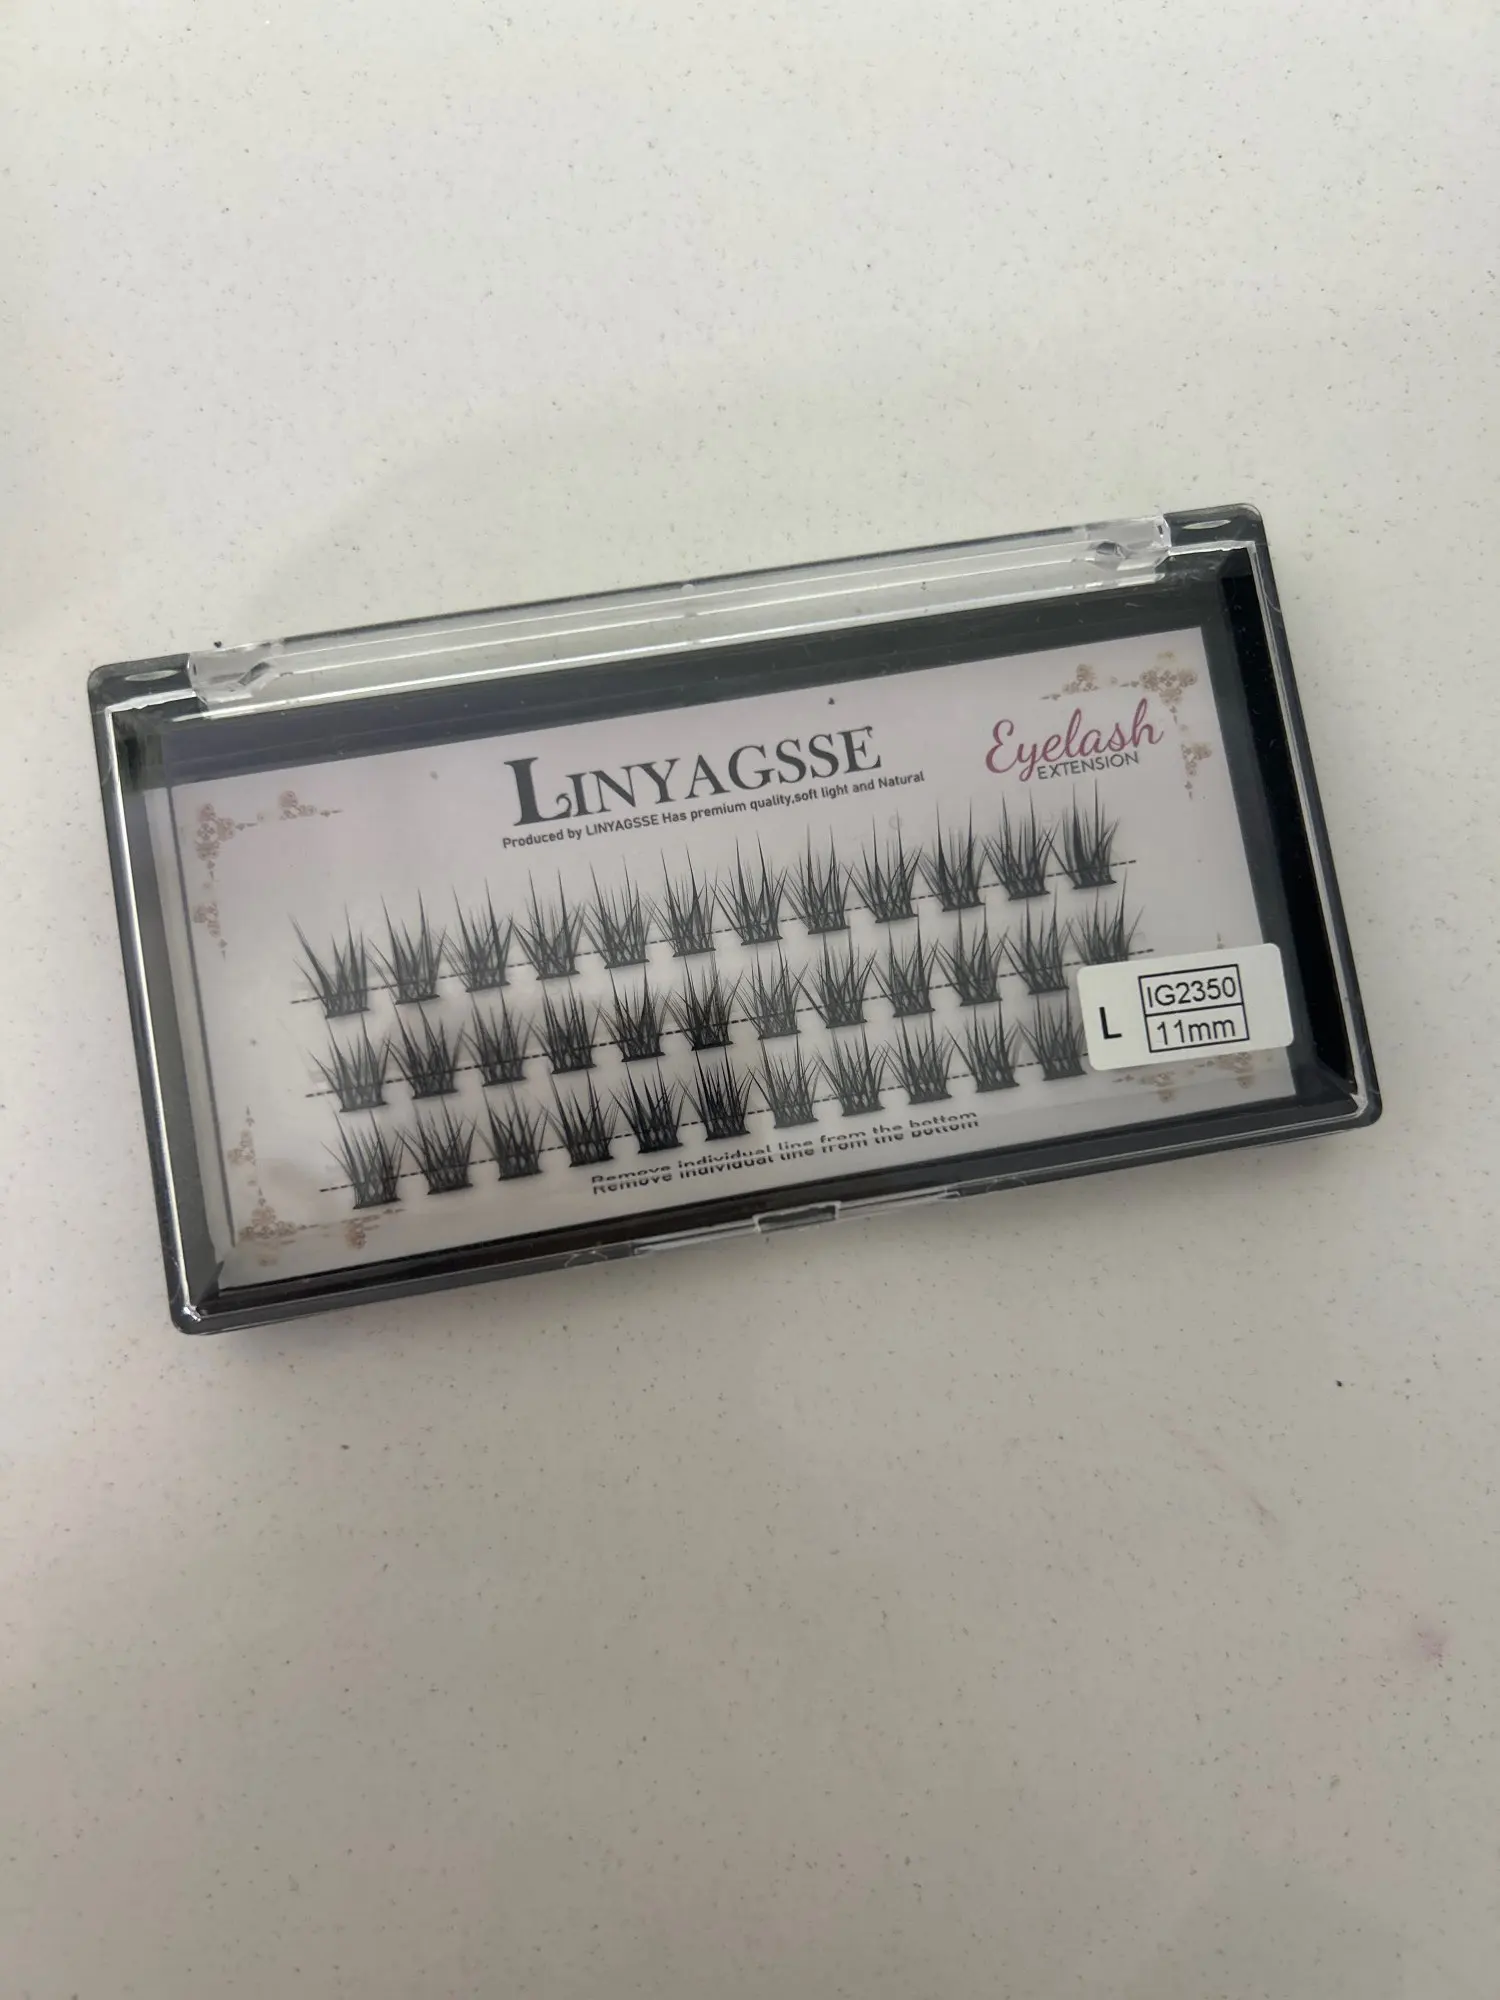 LINYAGSSE
Produced by LINYAGSSE Has premium quality,soft light and Natural
Eyelash
EXTENSION
L
IG2350
11mm
Remove individual line from the bottom